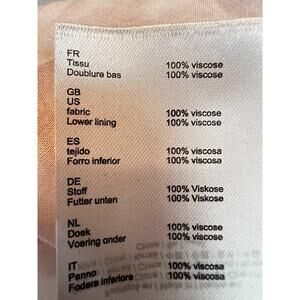 FR
Tissu 100% viscose
Doublure bas 100% viscose
GB
US
fabric 100% viscose
Lower lining 100% viscose
ES
tejido 100% viscosa
Forro inferior 100% viscosa
DE
Stoff 100% Viskose
Futter unten 100% Viskose
NL
Doek 100% viscose
Voering onder 100% viscose
IT
Panno 100% viscosa
Fodera inferiore 100% viscosa